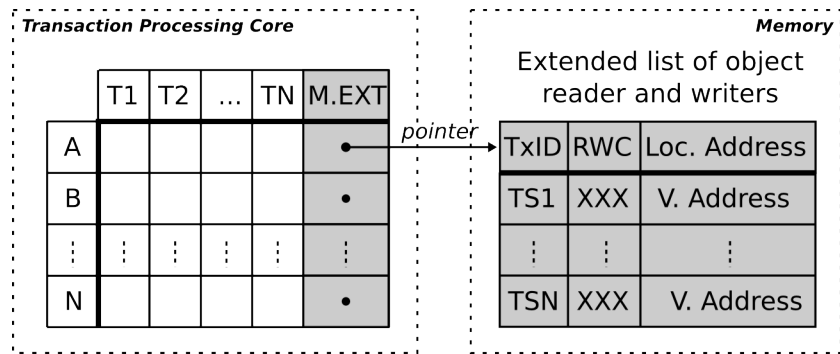 Transaction Processing Core
T1 T2 ... TN M.EXT
A
B
N
pointer
Memory
Extended list of object
reader and writers
TxID RWC Loc. Address
TS1 XXX V. Address
TSN XXX V. Address